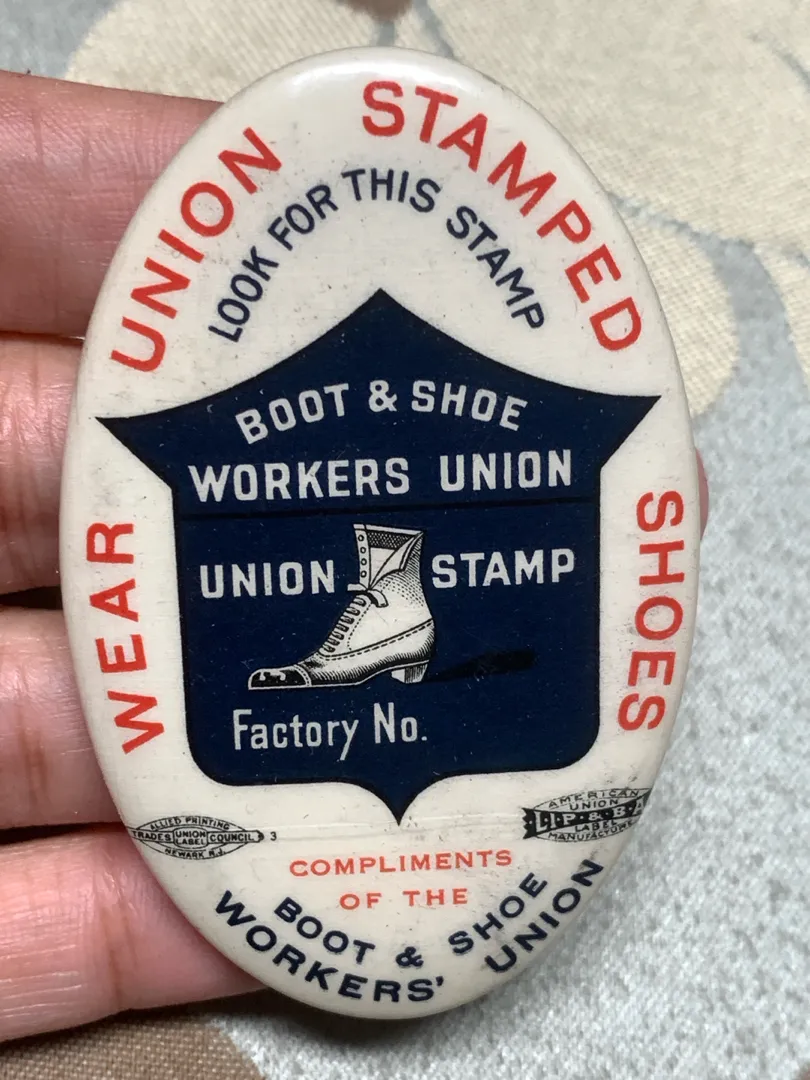 WEAR UNION STAMPED SHOES
LOOK FOR THIS STAMP
BOOT & SHOE
WORKERS UNION
UNION STAMP
Factory No.
ALLIED PRINTING
TRADES UNION LABEL COUNCIL 3
NEWARK N.J.
AMERICAN
UNION
L.I.P. & B.A
LABEL
COMPLIMENTS
OF THE
BOOT & SHOE
WORKERS' UNION